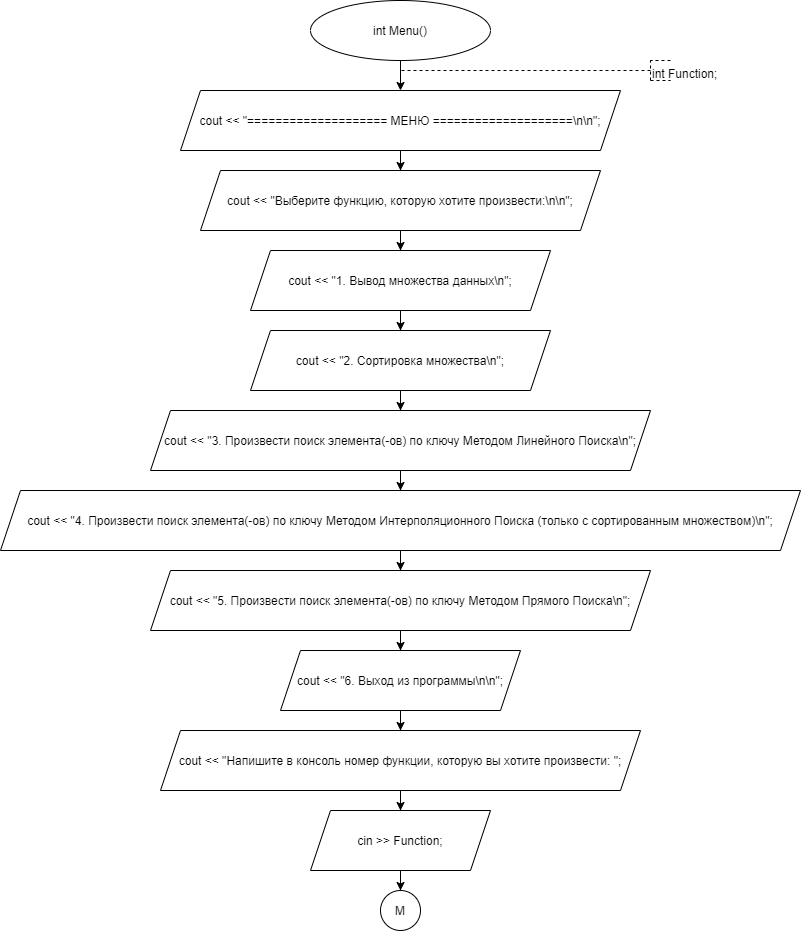 int Menu()
int Function;
cout << "==================== МЕНЮ ====================\n\n";
cout << "Выберите функцию, которую хотите произвести:\n\n";
cout << "1. Вывод множества данных\n";
cout << "2. Сортировка множества\n";
cout << "3. Произвести поиск элемента(-ов) по ключу Методом Линейного Поиска\n";
cout << "4. Произвести поиск элемента(-ов) по ключу Методом Интерполяционного Поиска (только с сортированным множеством)\n";
cout << "5. Произвести поиск элемента(-ов) по ключу Методом Прямого Поиска\n";
cout << "6. Выход из программы\n\n";
cout << "Напишите в консоль номер функции, которую вы хотите произвести: ";
cin >> Function;
М